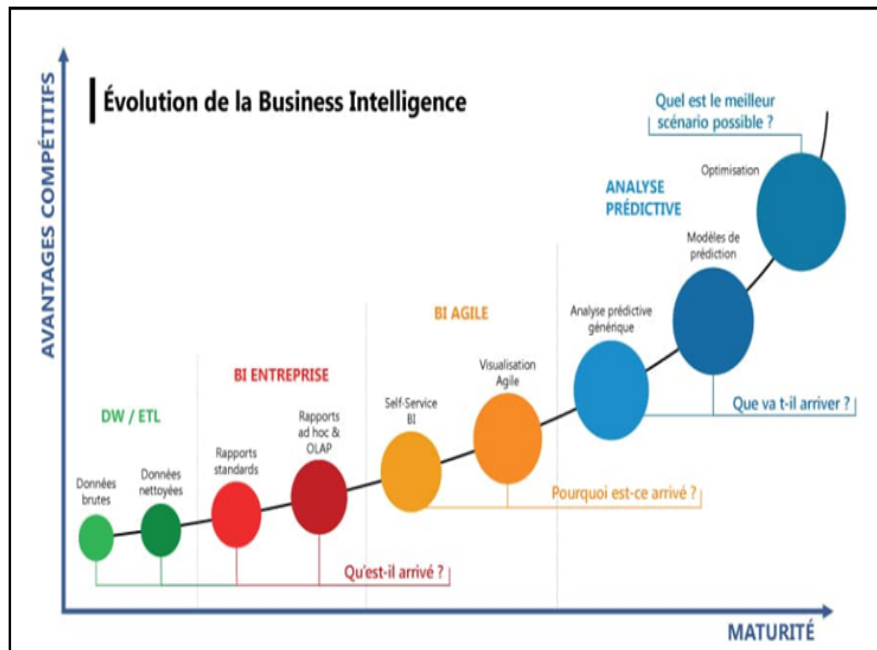 Évolution de la Business Intelligence
AVANTAGES COMPÉTITIFS
Quel est le meilleur
scénario possible ?
Optimisation
ANALYSE
PRÉDICTIVE
Modèles de
prédiction
BI AGILE
Analyse prédictive
générique
Visualisation
Agile
BI ENTREPRISE
Self-Service
BI
Que va t-il arriver ?
DW / ETL
Rapports
ad hoc &
OLAP
Rapports
standards
Données
nettoyées
Données
brutes
Pourquoi est-ce arrivé ?
Qu'est-il arrivé ?
MATURITÉ